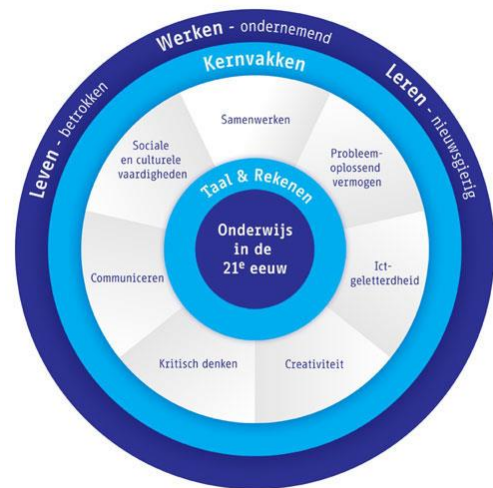 Leven - betrokken
Werken - ondernemend
Leren - nieuwsgierig
Kernvakken
Samenwerken
Probleem-
oplossend
vermogen
Ict-
geletterdheid
Creativiteit
Kritisch denken
Communiceren
Sociale
en culturele
vaardigheden
Taal & Rekenen
Onderwijs
in de
21e eeuw